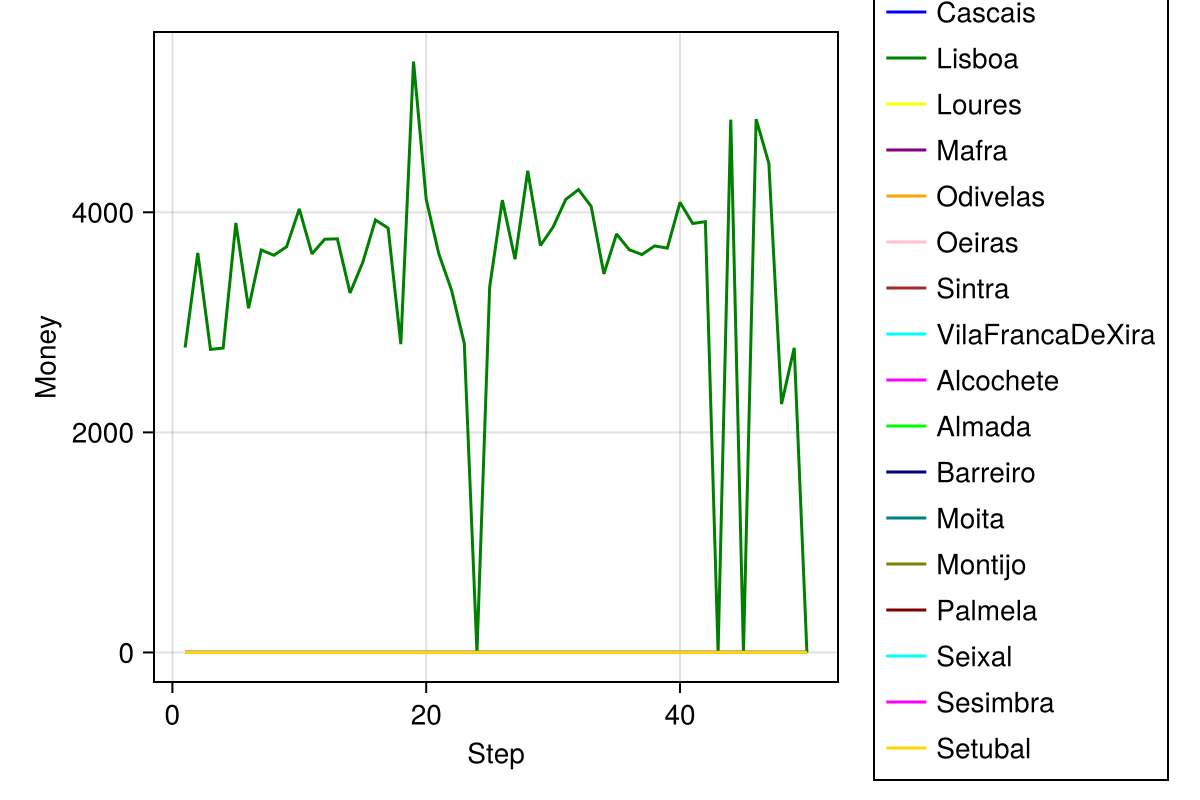 Money
4000
2000
0
0
20
40
Step
Cascais
Lisboa
Loures
Mafra
Odivelas
Oeiras
Sintra
VilaFrancaDeXira
Alcochete
Almada
Barreiro
Moita
Montijo
Palmela
Seixal
Sesimbra
Setubal